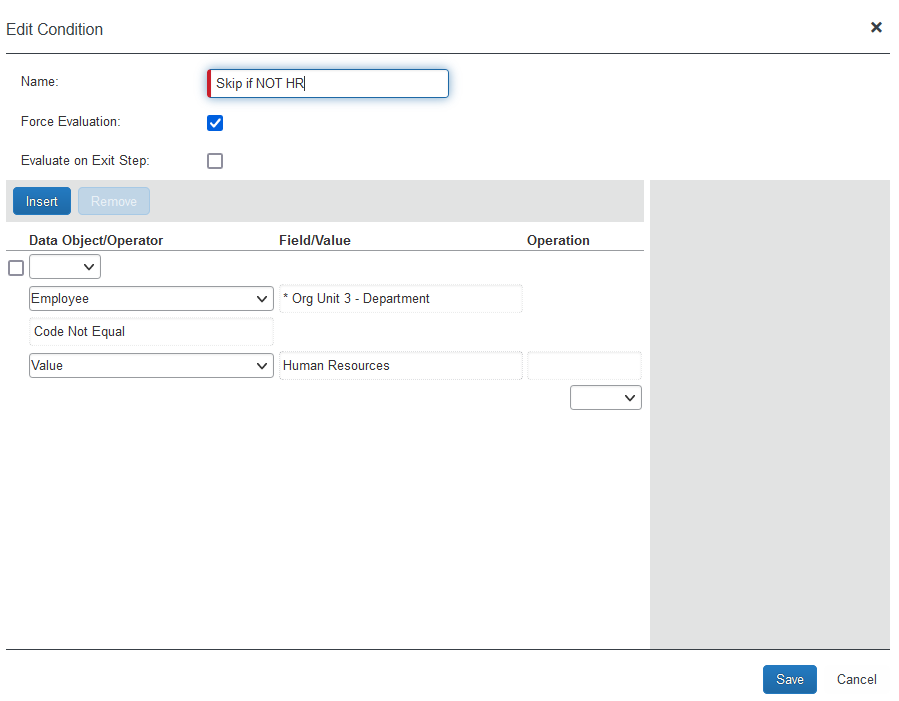 Edit Condition
Name: Skip if NOT HR
Force Evaluation:
Evaluate on Exit Step:
Insert Remove
Data Object/Operator Field/Value Operation
Employee * Org Unit 3 - Department
Code Not Equal
Value Human Resources
Save Cancel